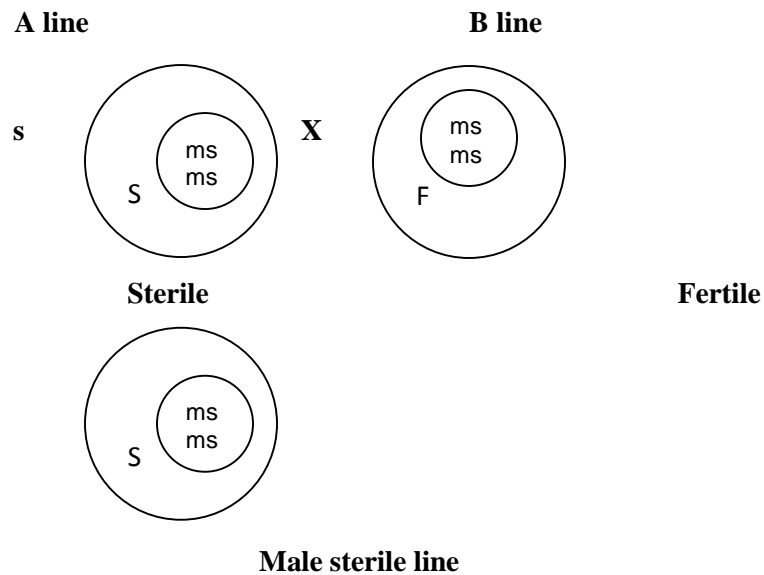 A line B line
s X
ms ms
ms ms
S F
Sterile Fertile
ms
ms
S
Male sterile line